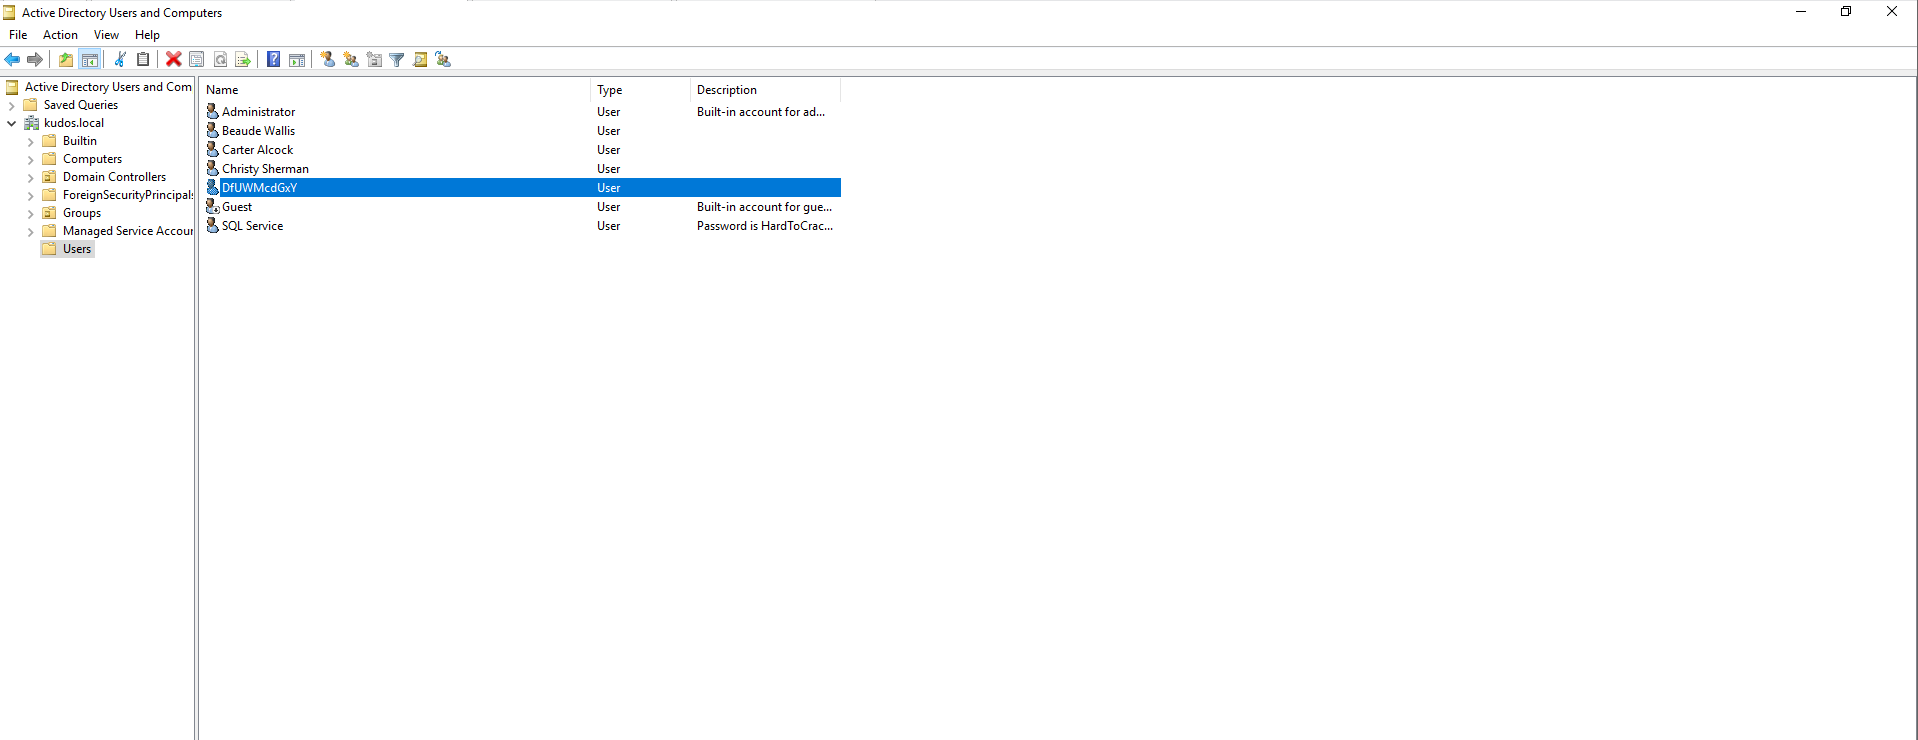 Active Directory Users and Computers
File Action View Help
Active Directory Users and Com
Saved Queries
kudos.local
Builtin
Computers
Domain Controllers
ForeignSecurityPrincipals
Groups
Managed Service Accour
Users
Name Type Description
Administrator User Built-in account for ad...
Beaude Wallis User
Carter Alcock User
Christy Sherman User
DfUWMcdGxY User
Guest User Built-in account for gue...
SQL Service User Password is HardToCrac...